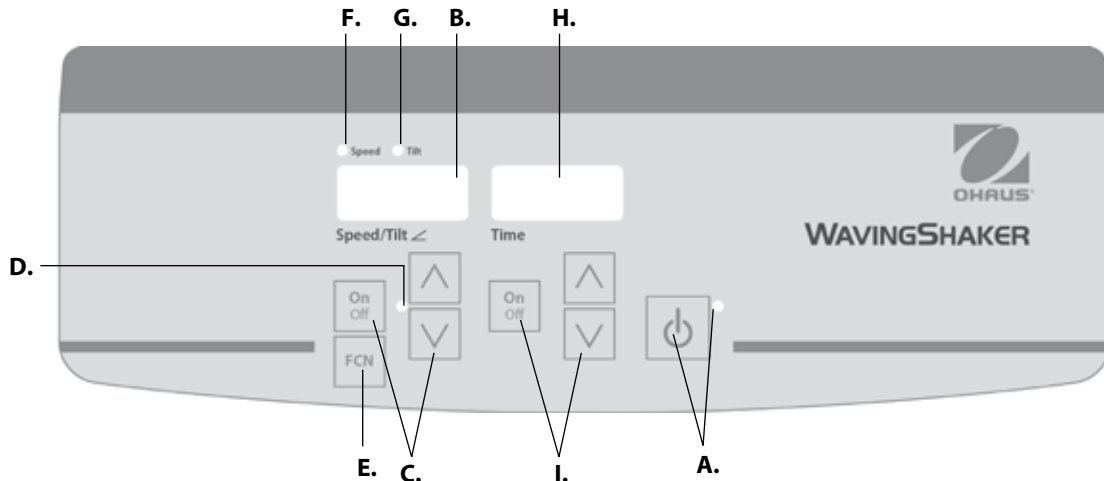 F. G. B. H.
Speed Tilt
OHAUS
Speed/Tilt ∠ Time
WAVINGSHAKER
D.
On On
Off Off
FCN
E. C. I. A.